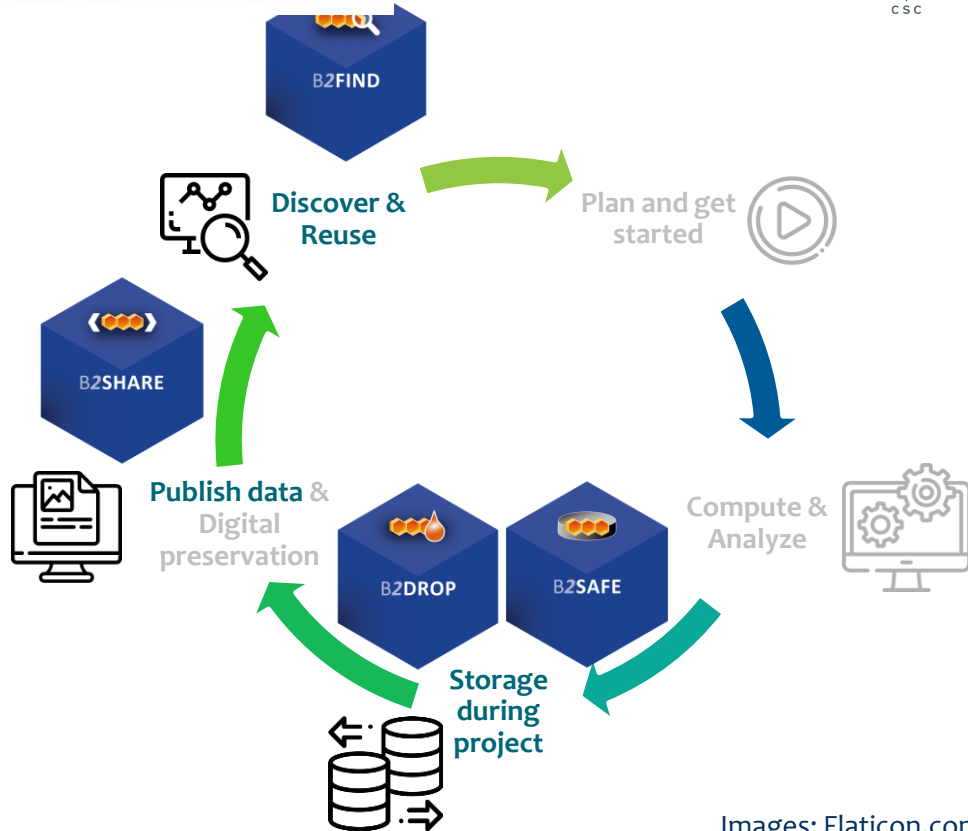 csc
B2FIND
Discover &
Reuse
Plan and get
started
B2SHARE
Publish data &
Digital
preservation
Compute &
Analyze
B2DROP
B2SAFE
Storage
during
project
Images: Flaticon.com